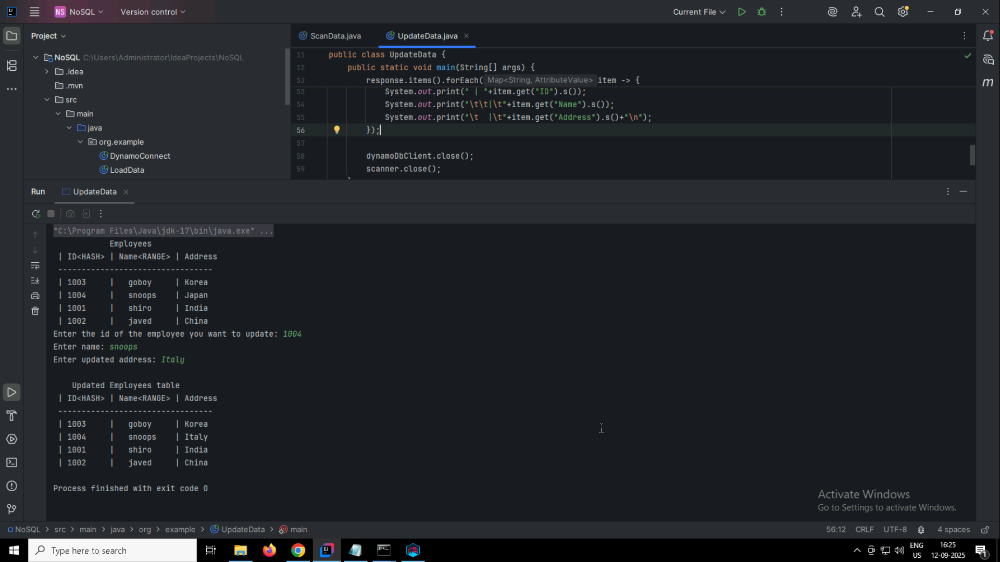 NS NoSQL
Version control
Current File
Project
NoSQL C:\Users\Administrator\IdeaProjects\NoSQL
.idea
.mvn
src
main
java
org.example
DynamoConnect
LoadData
ScanData.java
UpdateData.java
11 public class UpdateData {
12 public static void main(String[] args) {
52 response.items().forEach( Map<String, AttributeValue> item -> {
53 System.out.print(" | "+item.get("ID").s());
54 System.out.print("\t\t|\t"+item.get("Name").s());
55 System.out.print("\t  |\t"+item.get("Address").s()+"\n");
56 });
57
58 dynamoDbClient.close();
59 scanner.close();
Run
UpdateData
"C:\Program Files\Java\jdk-17\bin\java.exe" ...
Employees
| ID<HASH> | Name<RANGE> | Address
---------------------------------
| 1003 | goboy | Korea
| 1004 | snoops | Japan
| 1001 | shiro | India
| 1002 | javed | China
Enter the id of the employee you want to update: 1004
Enter name: snoops
Enter updated address: Italy
Updated Employees table
| ID<HASH> | Name<RANGE> | Address
---------------------------------
| 1003 | goboy | Korea
| 1004 | snoops | Italy
| 1001 | shiro | India
| 1002 | javed | China
Process finished with exit code 0
Activate Windows
Go to Settings to activate Windows.
NoSQL > src > main > java > org > example > UpdateData > main
56:12 CRLF UTF-8 4 spaces
Type here to search
ENG
US
16:25
12-09-2025
1